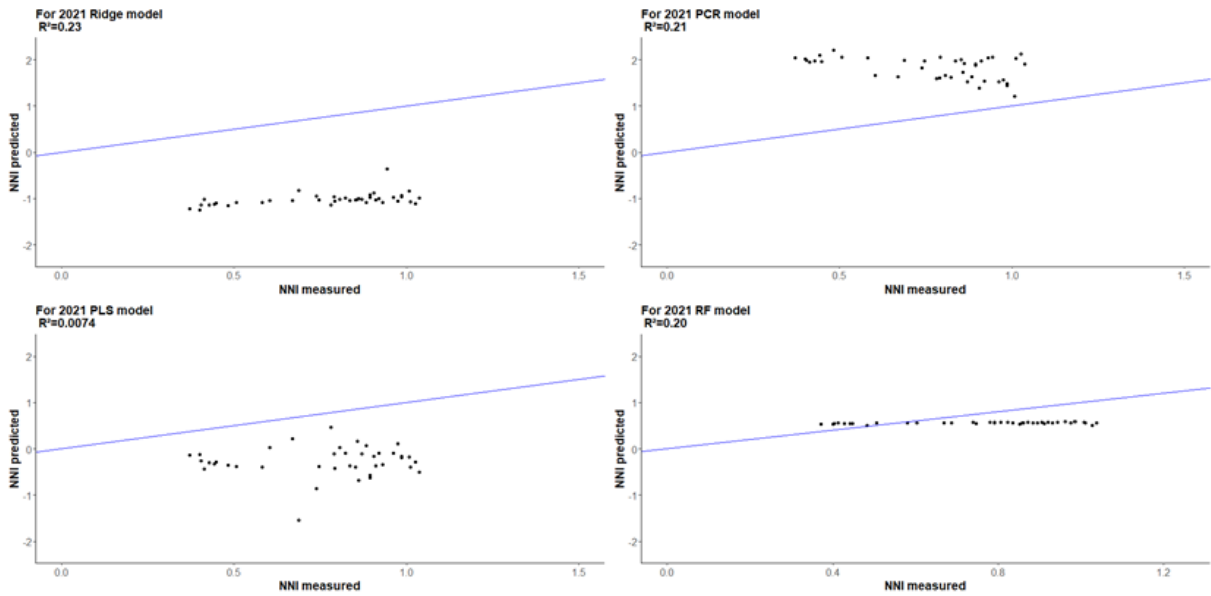 For 2021 Ridge model
R²=0.23
NNI predicted
2
1
0
-1
-2
0.0
0.5
1.0
1.5
NNI measured
For 2021 PCR model
R²=0.21
NNI predicted
2
1
0
-1
-2
0.0
0.5
1.0
1.5
NNI measured
For 2021 PLS model
R²=0.0074
NNI predicted
2
1
0
-1
-2
0.0
0.5
1.0
1.5
NNI measured
For 2021 RF model
R²=0.20
NNI predicted
2
1
0
-1
-2
0.0
0.4
0.8
1.2
NNI measured